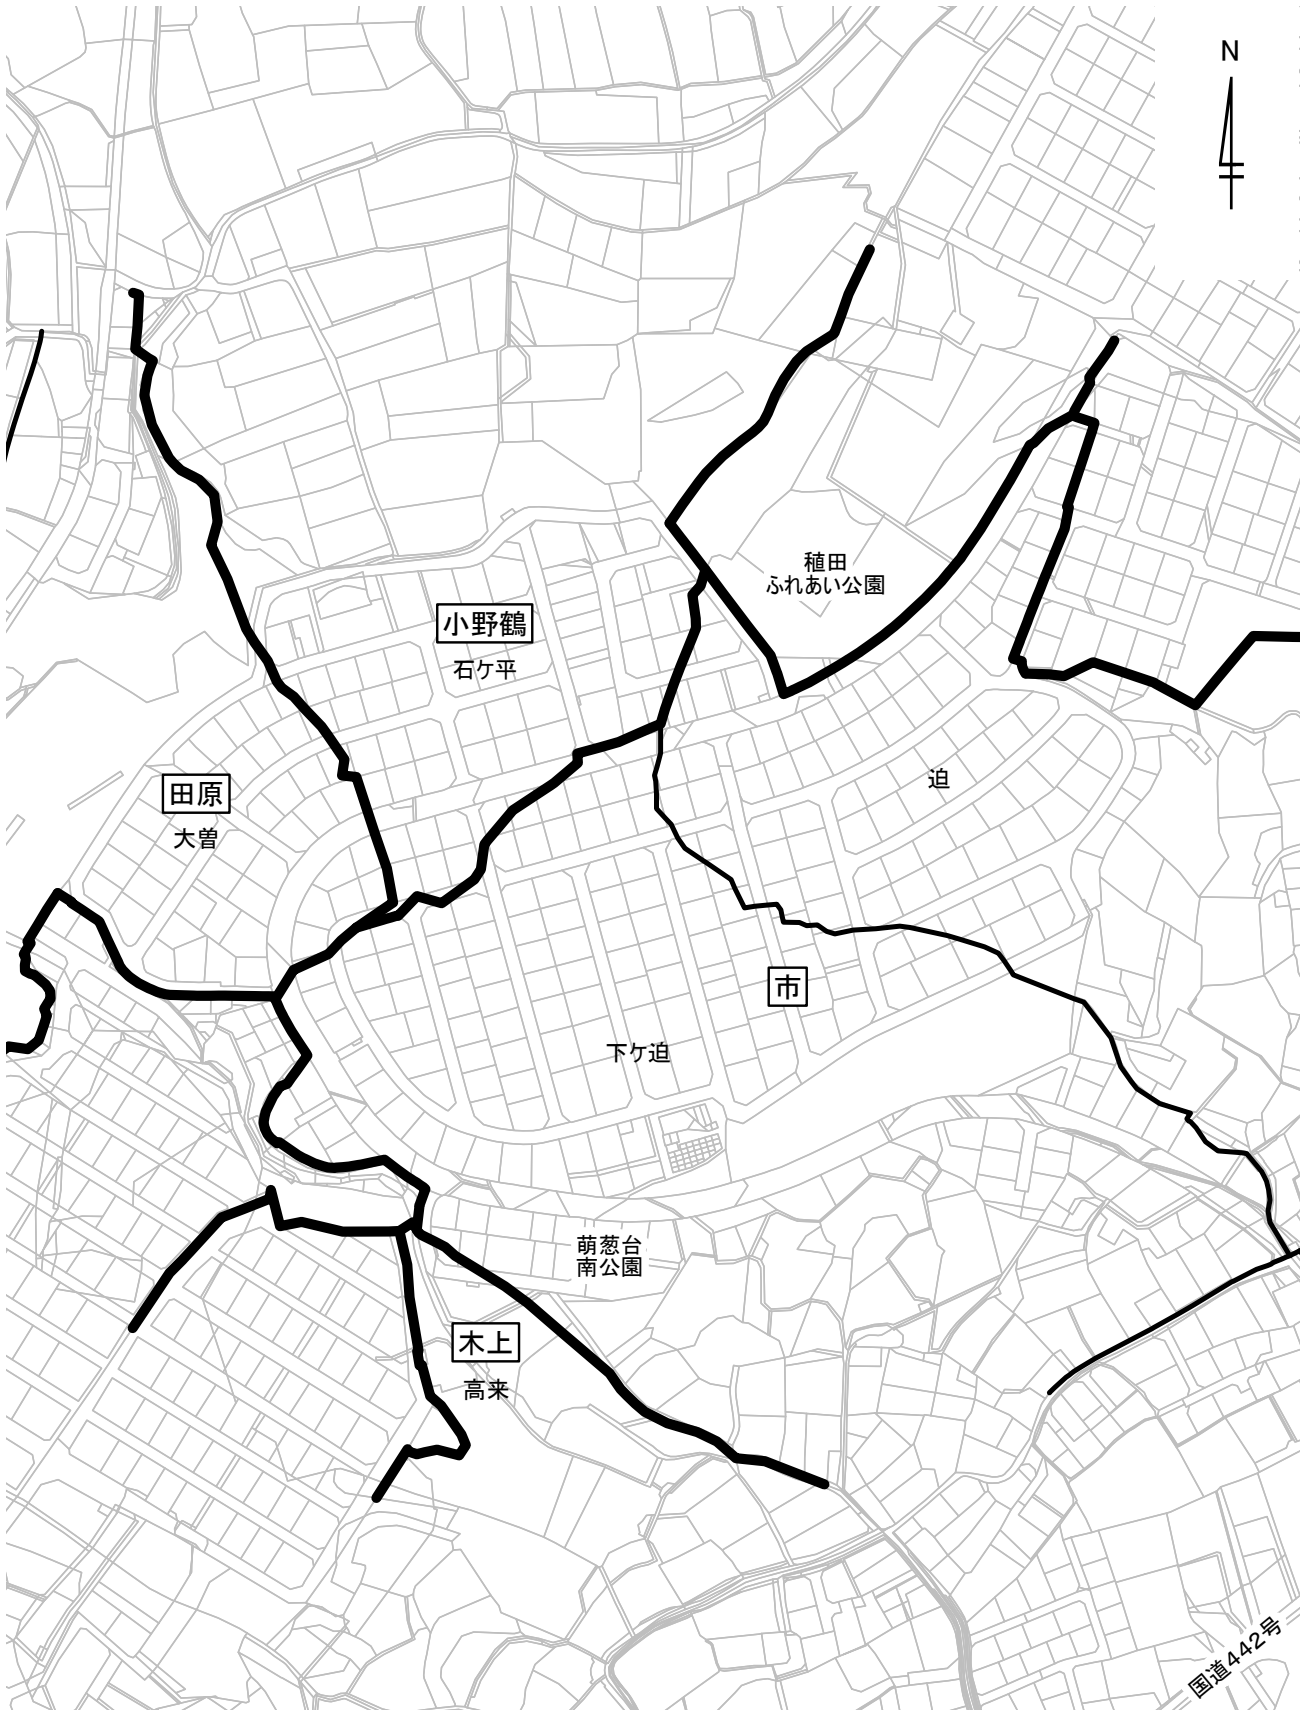 N
稙田
ふれあい公園
小野鶴
石ケ平
田原
大曽
迫
市
下ケ迫
萌葱台
南公園
木上
高来
国道442号